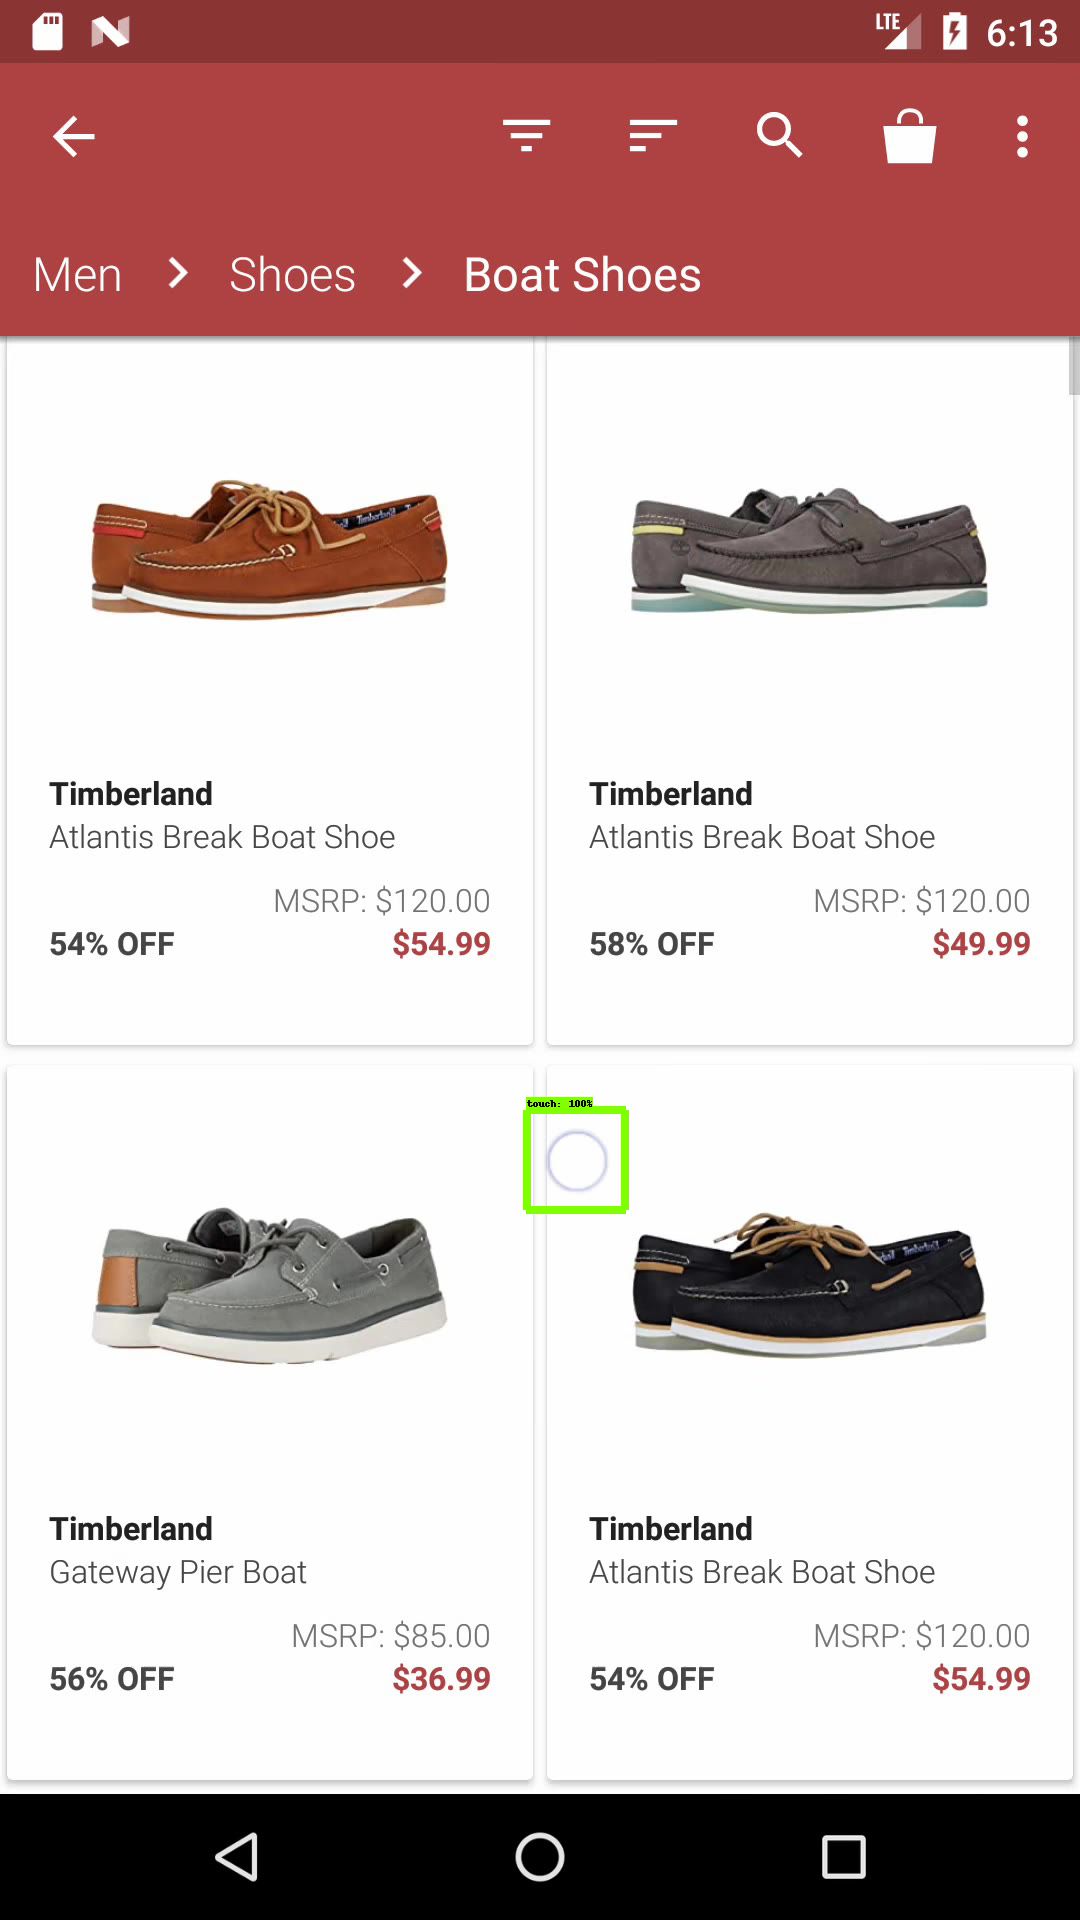 LTE
6:13
Men
Shoes
Boat Shoes
Timberland
Atlantis Break Boat Shoe
MSRP: $120.00
54% OFF
$54.99
Timberland
Atlantis Break Boat Shoe
MSRP: $120.00
58% OFF
$49.99
touch: 100%
Timberland
Gateway Pier Boat
MSRP: $85.00
56% OFF
$36.99
Timberland
Atlantis Break Boat Shoe
MSRP: $120.00
54% OFF
$54.99